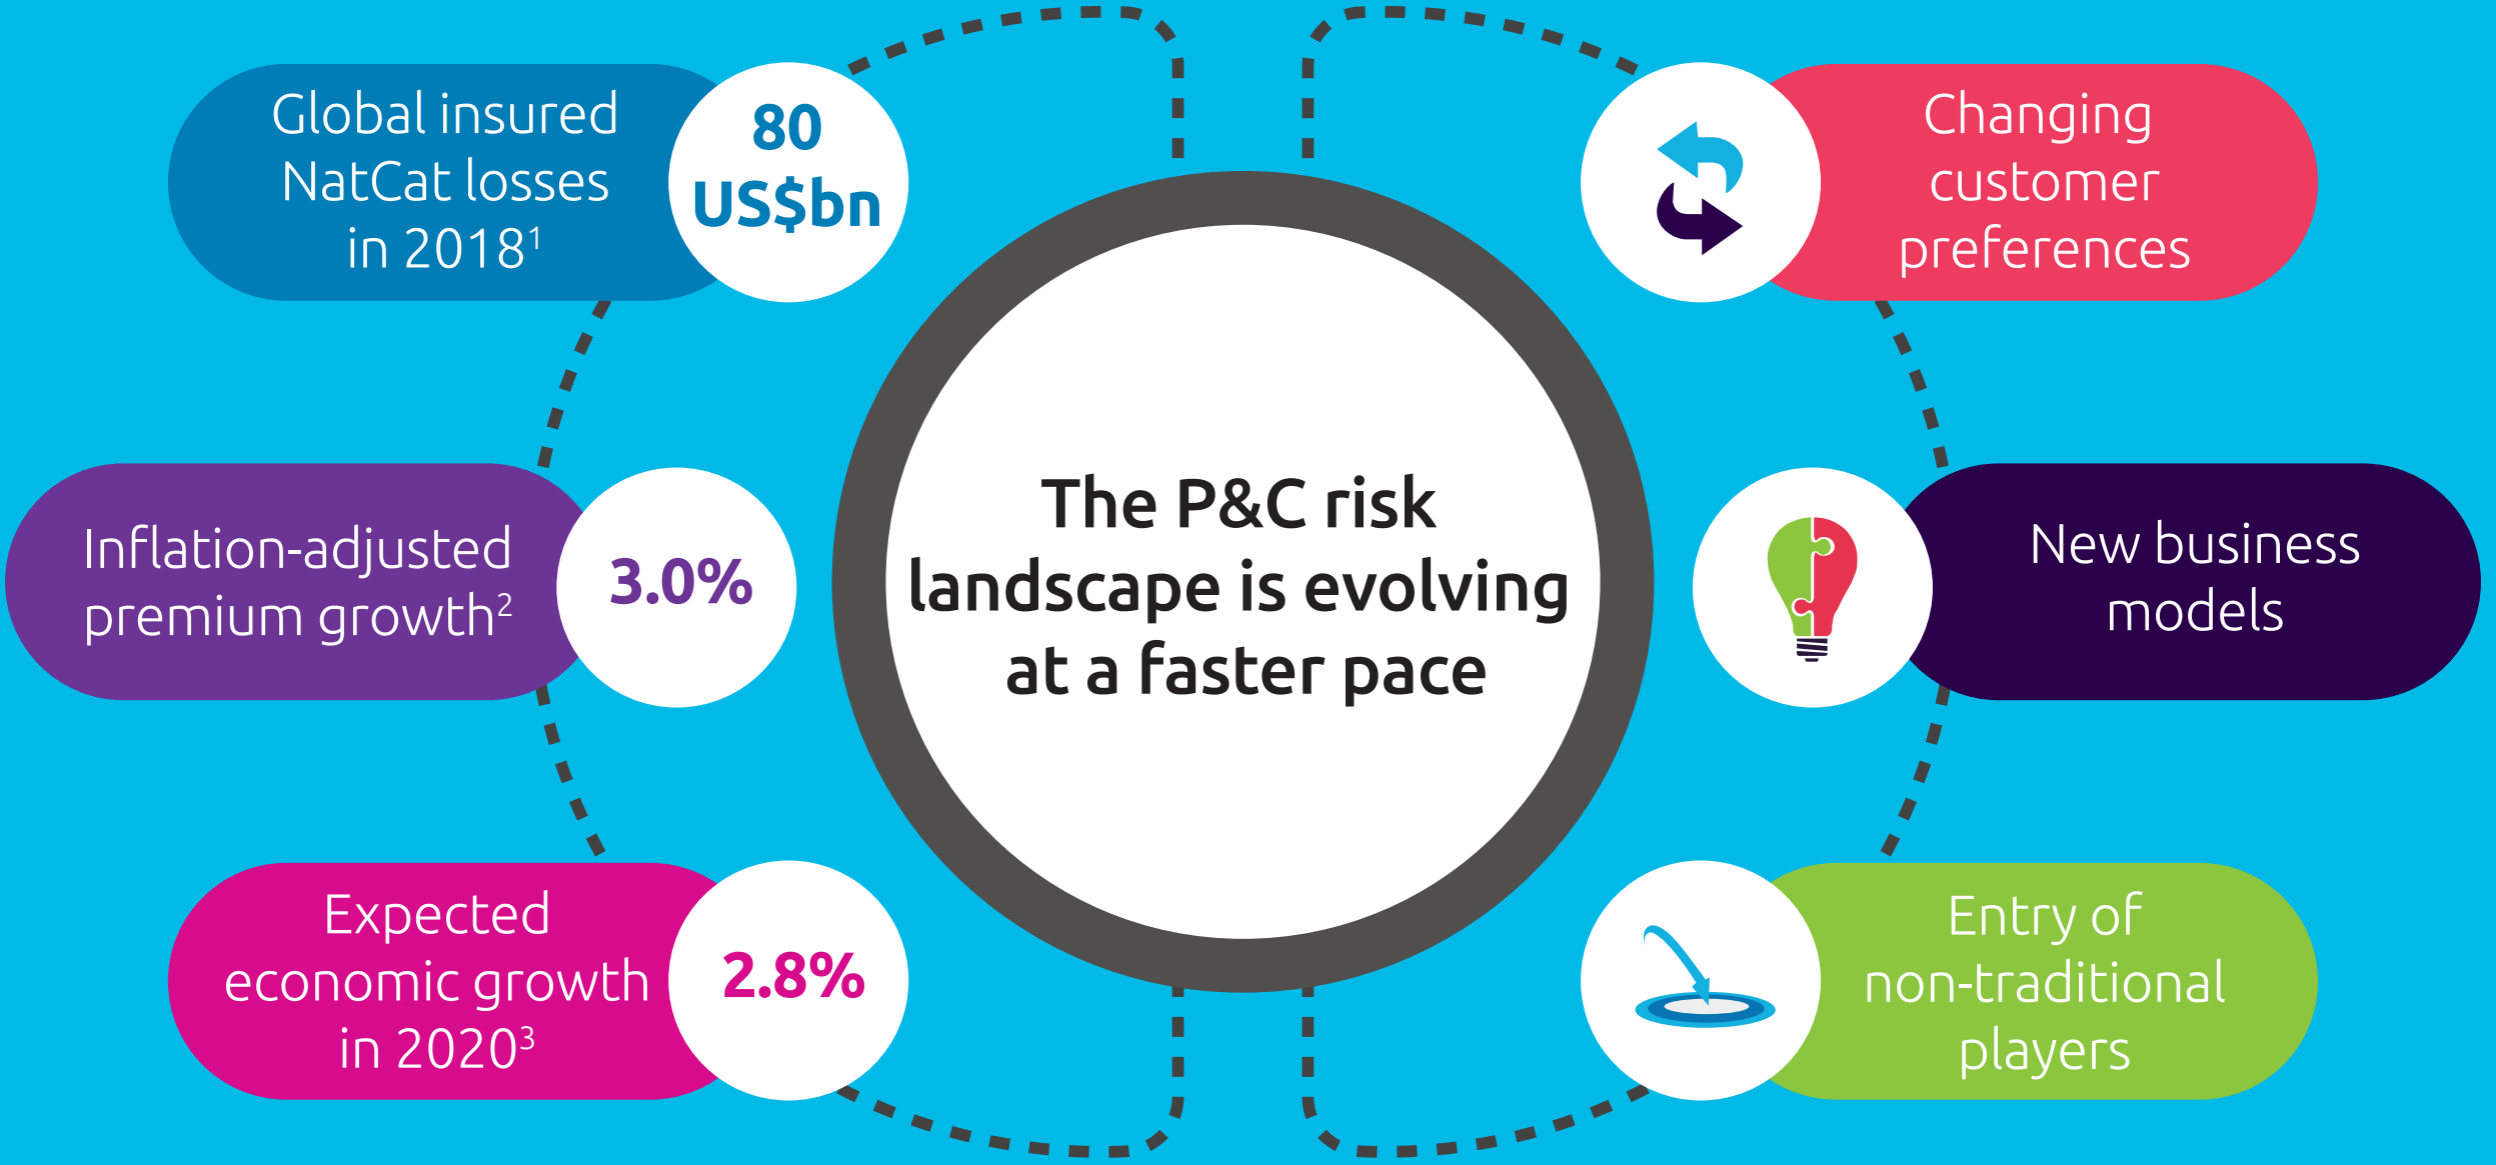 Global insured
NatCat losses
in 2018¹
80
US$bn
Inflation-adjusted
premium growth²
3.0%
Expected
economic growth
in 2020³
2.8%
The P&C risk
landscape is evolving
at a faster pace
Changing
customer
preferences
New business
models
Entry of
non-traditional
players